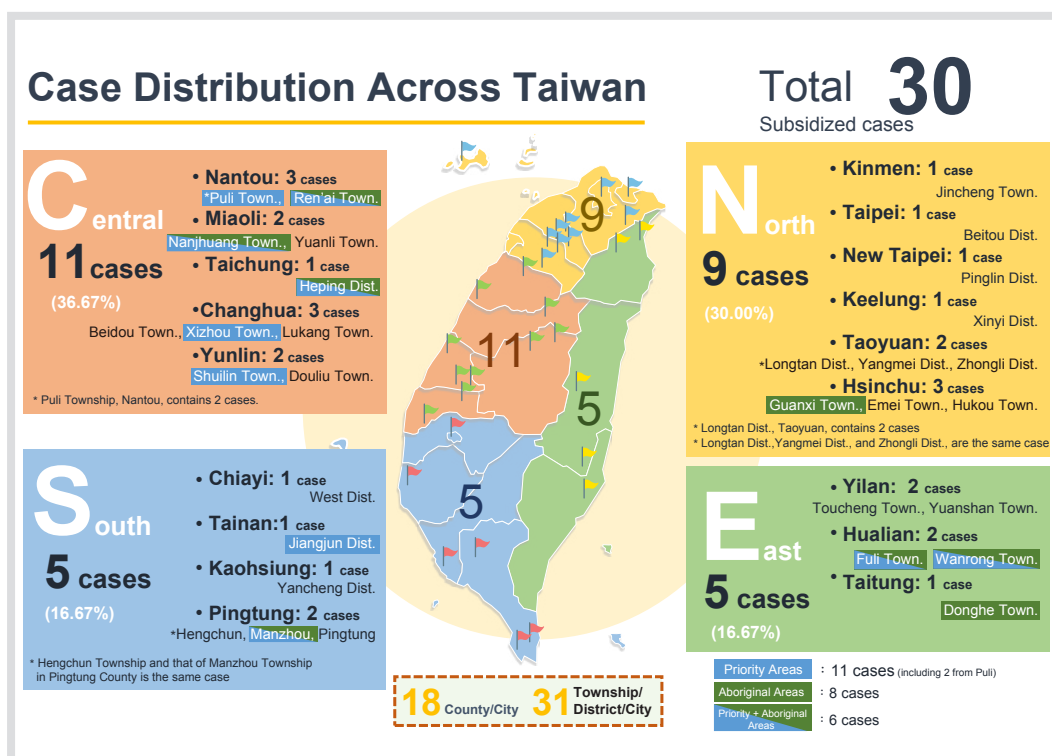 Case Distribution Across Taiwan
Total 30
Subsidized cases
Central
11 cases
(36.67%)
• Nantou: 3 cases
*Puli Town., Ren'ai Town.
• Miaoli: 2 cases
Nanjhuang Town., Yuanli Town.
• Taichung: 1 case
Heping Dist.
•Changhua: 3 cases
Beidou Town., Xizhou Town., Lukang Town.
•Yunlin: 2 cases
Shuilin Town., Douliu Town.
* Puli Township, Nantou, contains 2 cases.
South
5 cases
(16.67%)
• Chiayi: 1 case
West Dist.
• Tainan:1 case
Jiangjun Dist.
• Kaohsiung: 1 case
Yancheng Dist.
• Pingtung: 2 cases
*Hengchun, Manzhou, Pingtung
* Hengchun Township and that of Manzhou Township
in Pingtung County is the same case
9
11
5
5
18 County/City 31 Township/
District/City
North
9 cases
(30.00%)
• Kinmen: 1 case
Jincheng Town.
• Taipei: 1 case
Beitou Dist.
• New Taipei: 1 case
Pinglin Dist.
• Keelung: 1 case
Xinyi Dist.
• Taoyuan: 2 cases
*Longtan Dist., Yangmei Dist., Zhongli Dist.
• Hsinchu: 3 cases
Guanxi Town., Emei Town., Hukou Town.
* Longtan Dist., Taoyuan, contains 2 cases
* Longtan Dist.,Yangmei Dist., and Zhongli Dist., are the same case
East
5 cases
(16.67%)
• Yilan: 2 cases
Toucheng Town., Yuanshan Town.
• Hualian: 2 cases
Fuli Town. Wanrong Town.
• Taitung: 1 case
Donghe Town.
Priority Areas : 11 cases (including 2 from Puli)
Aboriginal Areas : 8 cases
Priority + Aboriginal
Areas : 6 cases